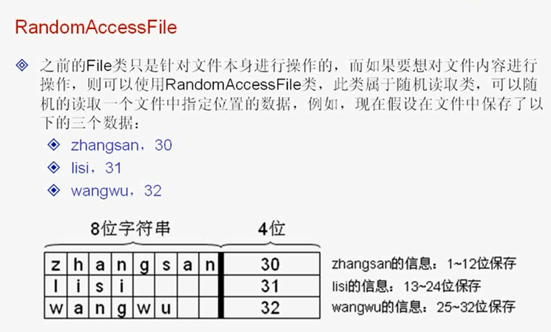 RandomAccessFile
之前的File类只是针对文件本身进行操作的，而如果要想对文件内容进行
操作，则可以使用RandomAccessFile类，此类属于随机读取类，可以随
机的读取一个文件中指定位置的数据，例如，现在假设在文件中保存了以
下的三个数据：
zhangsan，30
lisi，31
wangwu，32
8位字符串 4位
z h a n g s a n 30 zhangsan的信息：1~12位保存
l i s i 31 lisi的信息：13~24位保存
w a n g w u 32 wangwu的信息：25~32位保存